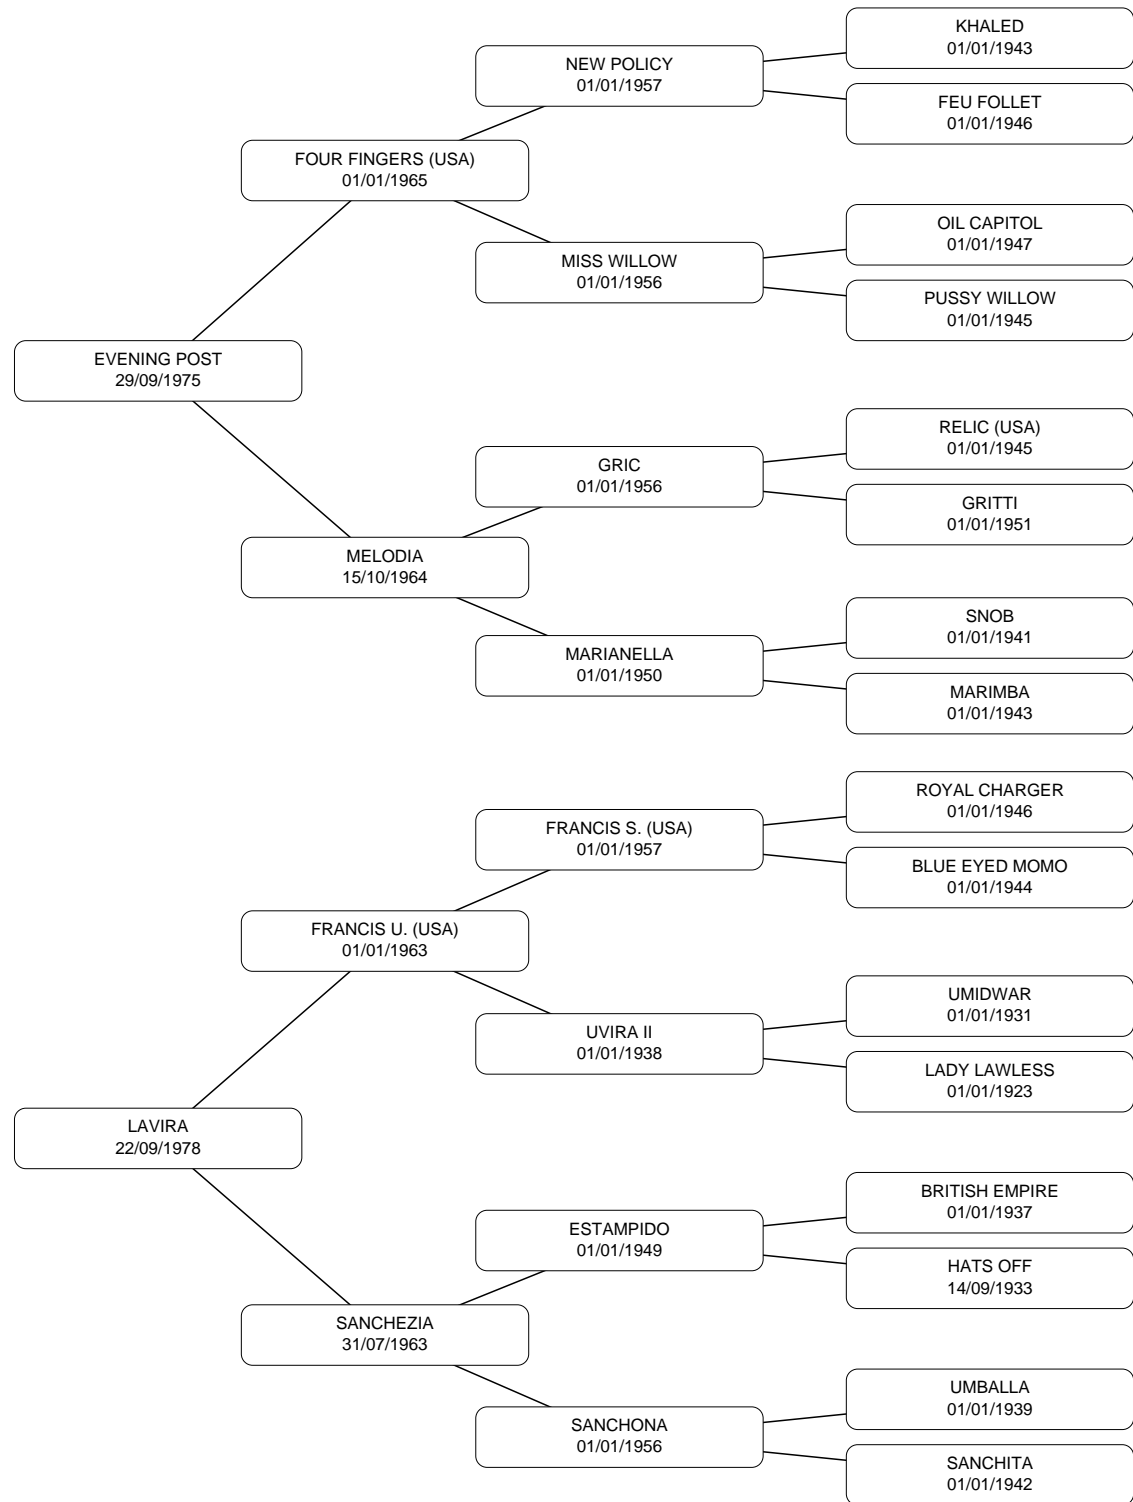 KHALED
01/01/1943
NEW POLICY
01/01/1957
FEU FOLLET
01/01/1946
FOUR FINGERS (USA)
01/01/1965
OIL CAPITOL
01/01/1947
MISS WILLOW
01/01/1956
PUSSY WILLOW
01/01/1945
EVENING POST
29/09/1975
RELIC (USA)
01/01/1945
GRIC
01/01/1956
GRITTI
01/01/1951
MELODIA
15/10/1964
SNOB
01/01/1941
MARIANELLA
01/01/1950
MARIMBA
01/01/1943
ROYAL CHARGER
01/01/1946
FRANCIS S. (USA)
01/01/1957
BLUE EYED MOMO
01/01/1944
FRANCIS U. (USA)
01/01/1963
UMIDWAR
01/01/1931
UVIRA II
01/01/1938
LADY LAWLESS
01/01/1923
LAVIRA
22/09/1978
BRITISH EMPIRE
01/01/1937
ESTAMPIDO
01/01/1949
HATS OFF
14/09/1933
SANCHEZIA
31/07/1963
UMBALLA
01/01/1939
SANCHONA
01/01/1956
SANCHITA
01/01/1942